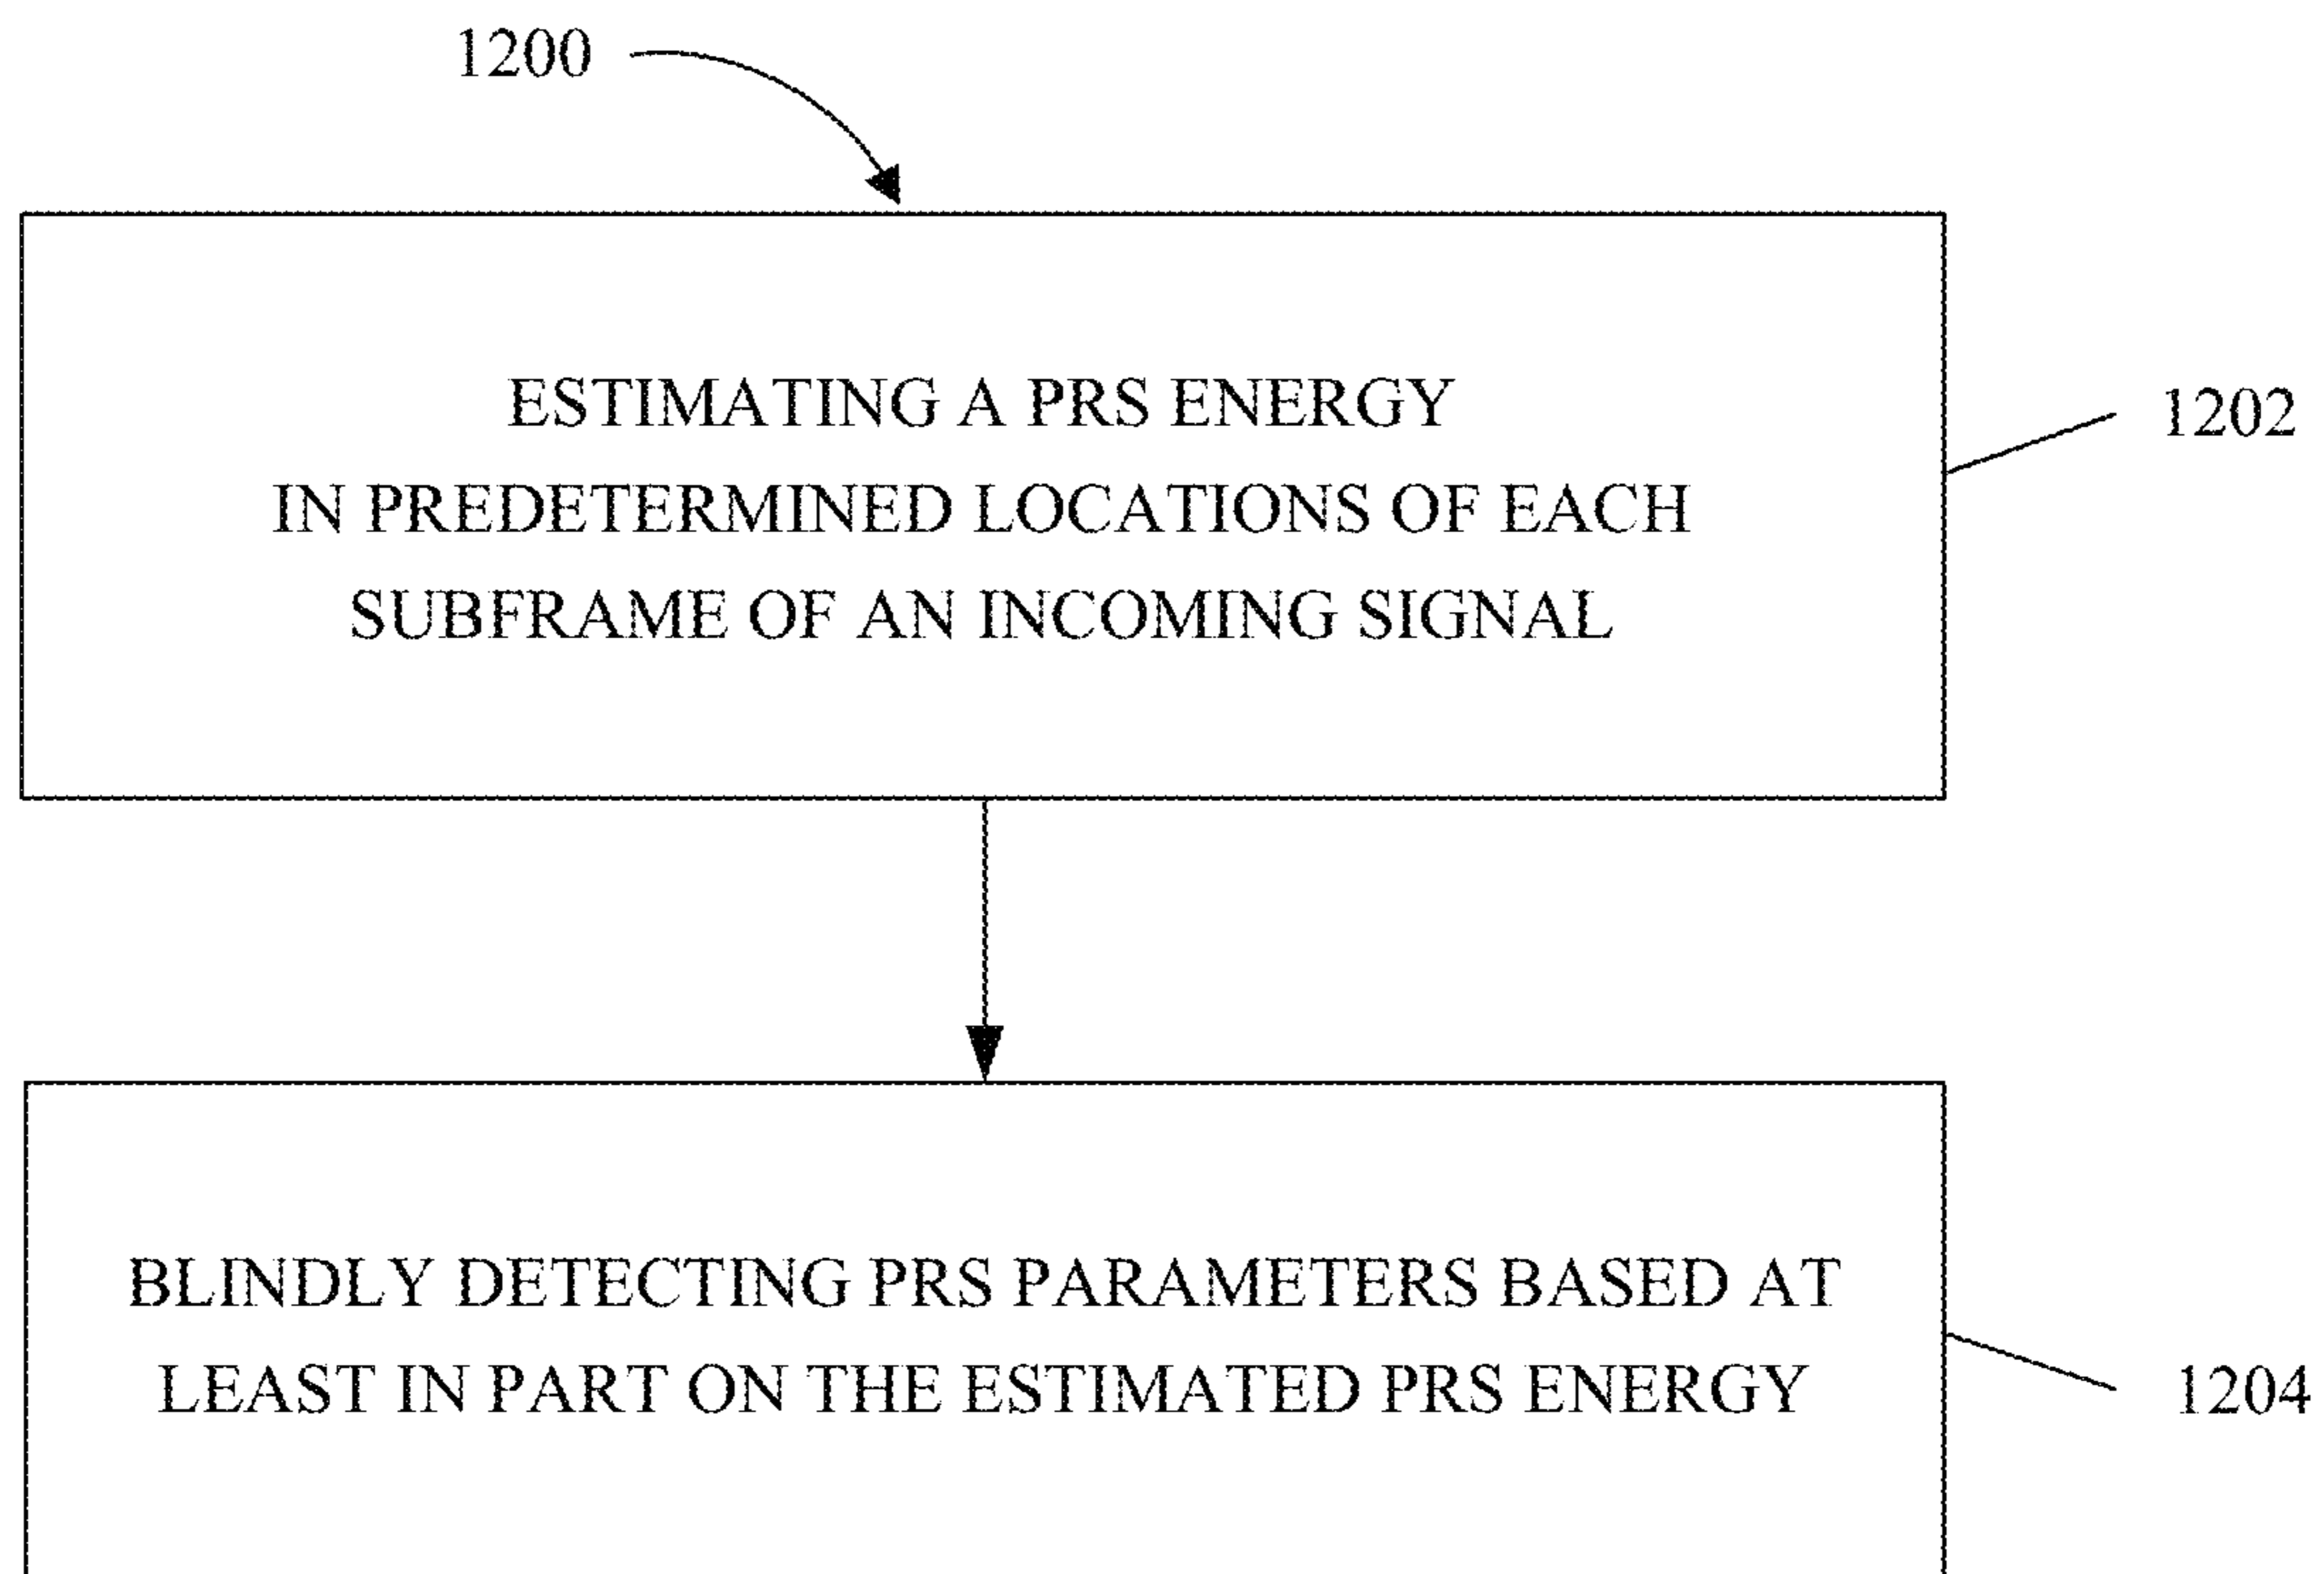 1200
ESTIMATING A PRS ENERGY
IN PREDETERMINED LOCATIONS OF EACH
SUBFRAME OF AN INCOMING SIGNAL
1202
BLINDLY DETECTING PRS PARAMETERS BASED AT
LEAST IN PART ON THE ESTIMATED PRS ENERGY
1204